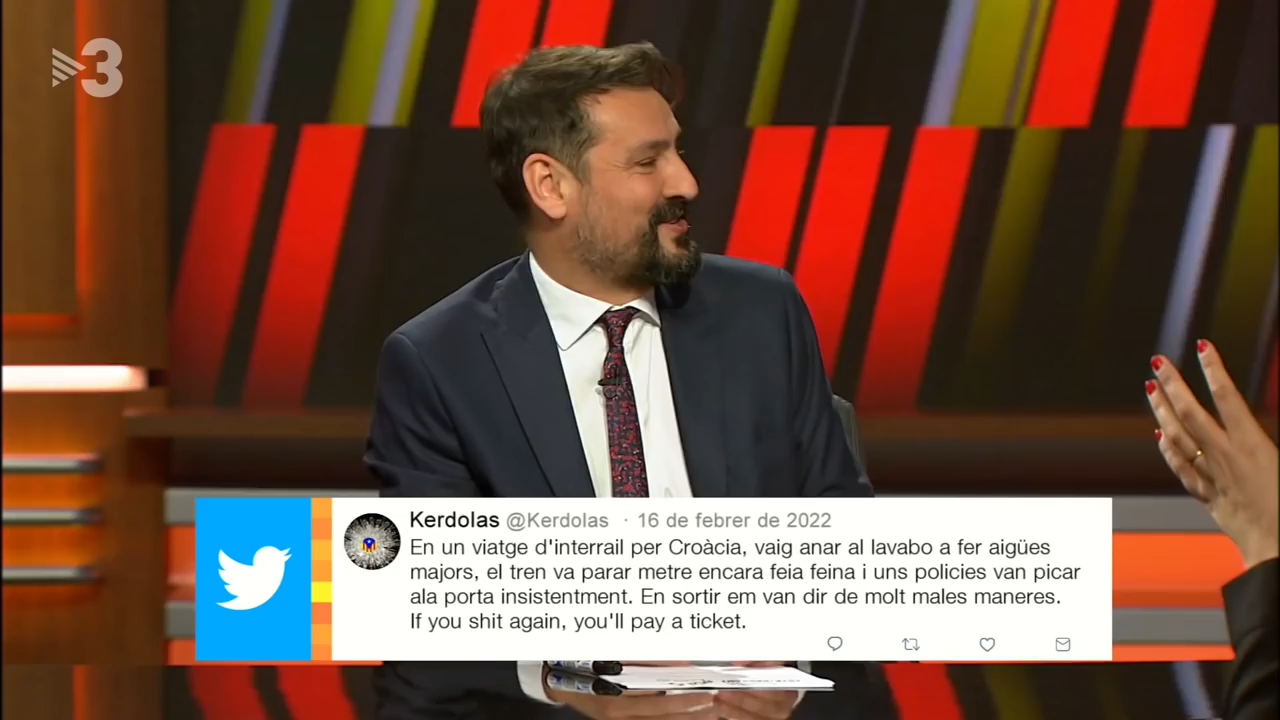 3
Kerdolas @Kerdolas · 16 de febrer de 2022
En un viatge d'interrail per Croàcia, vaig anar al lavabo a fer aigües
majors, el tren va parar metre encara feia feina i uns policies van picar
ala porta insistentment. En sortir em van dir de molt males maneres.
If you shit again, you'll pay a ticket.